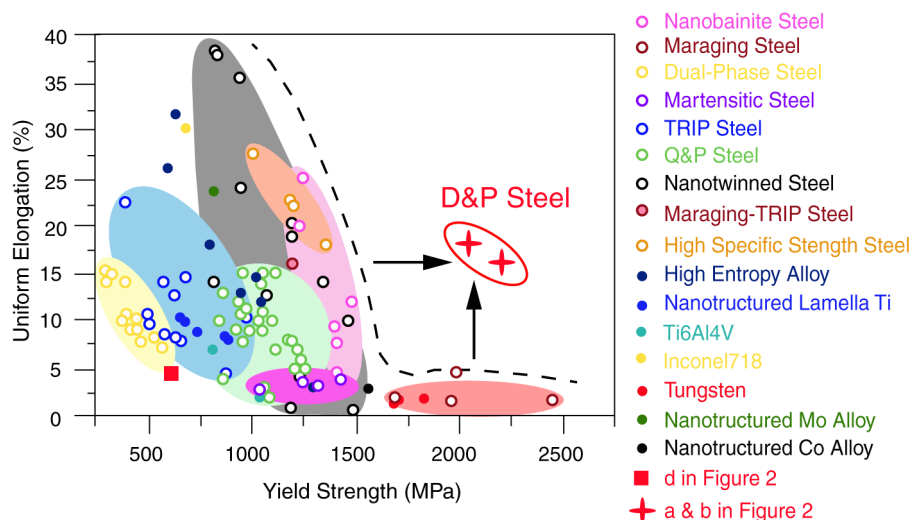 40
35
30
25
20
15
10
5
0
Uniform Elongation (%)
500
1000
1500
2000
2500
Yield Strength (MPa)
D&P Steel
Nanobainite Steel
Maraging Steel
Dual-Phase Steel
Martensitic Steel
TRIP Steel
Q&P Steel
Nanotwinned Steel
Maraging-TRIP Steel
High Specific Stength Steel
High Entropy Alloy
Nanotructured Lamella Ti
Ti6Al4V
Inconel718
Tungsten
Nanotructured Mo Alloy
Nanotructured Co Alloy
d in Figure 2
a & b in Figure 2